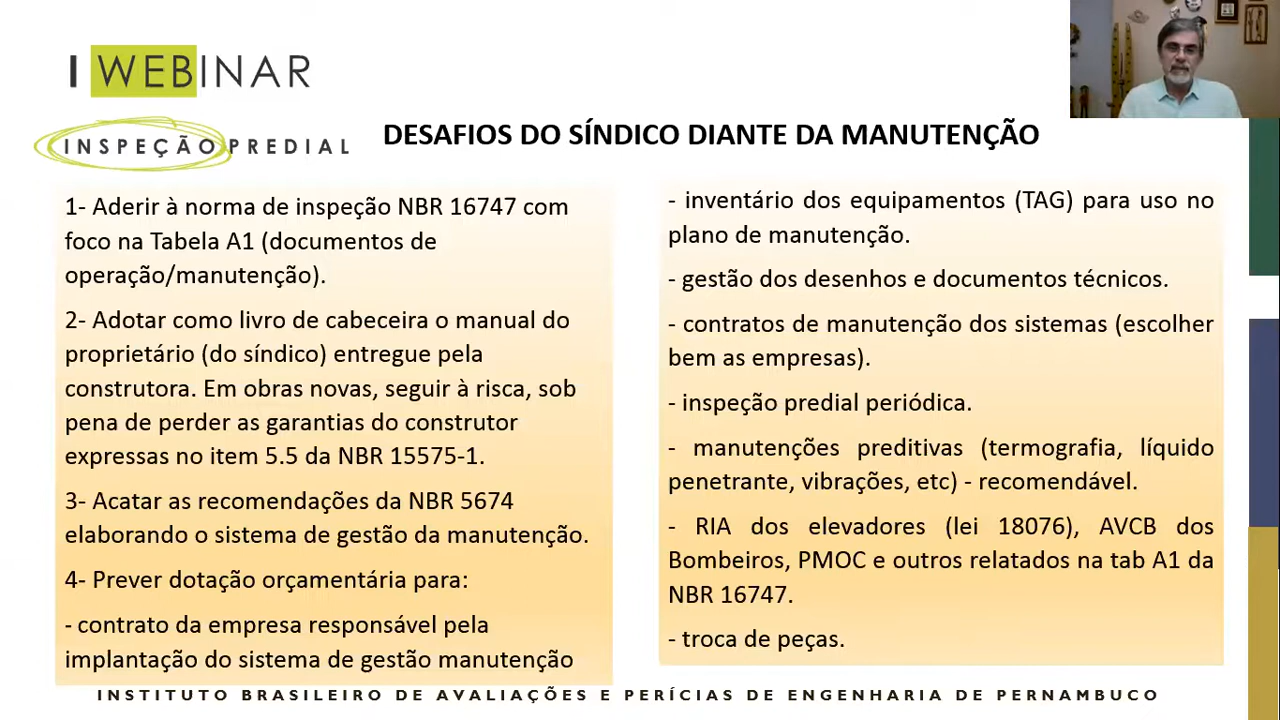 I WEBINAR
INSPEÇÃO PREDIAL
DESAFIOS DO SÍNDICO DIANTE DA MANUTENÇÃO
1- Aderir à norma de inspeção NBR 16747 com
foco na Tabela A1 (documentos de
operação/manutenção).
2- Adotar como livro de cabeceira o manual do
proprietário (do síndico) entregue pela
construtora. Em obras novas, seguir à risca, sob
pena de perder as garantias do construtor
expressas no item 5.5 da NBR 15575-1.
3- Acatar as recomendações da NBR 5674
elaborando o sistema de gestão da manutenção.
4- Prever dotação orçamentária para:
- contrato da empresa responsável pela
implantação do sistema de gestão manutenção
- inventário dos equipamentos (TAG) para uso no
plano de manutenção.
- gestão dos desenhos e documentos técnicos.
- contratos de manutenção dos sistemas (escolher
bem as empresas).
- inspeção predial periódica.
- manutenções preditivas (termografia, líquido
penetrante, vibrações, etc) - recomendável.
- RIA dos elevadores (lei 18076), AVCB dos
Bombeiros, PMOC e outros relatados na tab A1 da
NBR 16747.
- troca de peças.
INSTITUTO BRASILEIRO DE AVALIAÇÕES E PERÍCIAS DE ENGENHARIA DE PERNAMBUCO